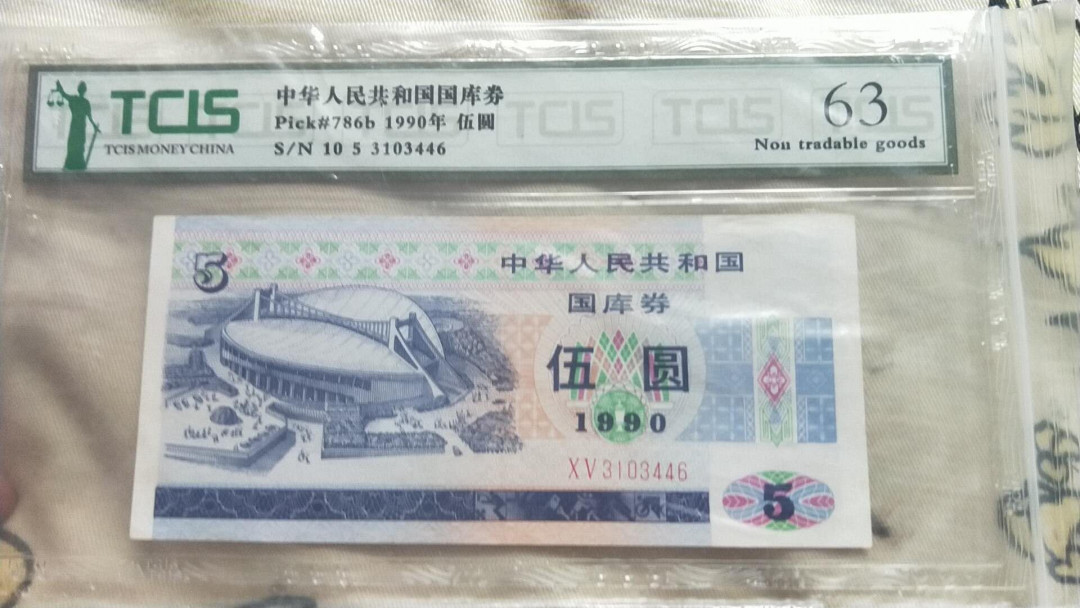 TCIS
TCIS MONEY CHINA
中华人民共和国国库券
Pick#786b 1990年 伍圆
S/N 10 5 3103446
63
Non tradable goods
5
中华人民共和国
国库券
伍圆
1990
XV3103446
5